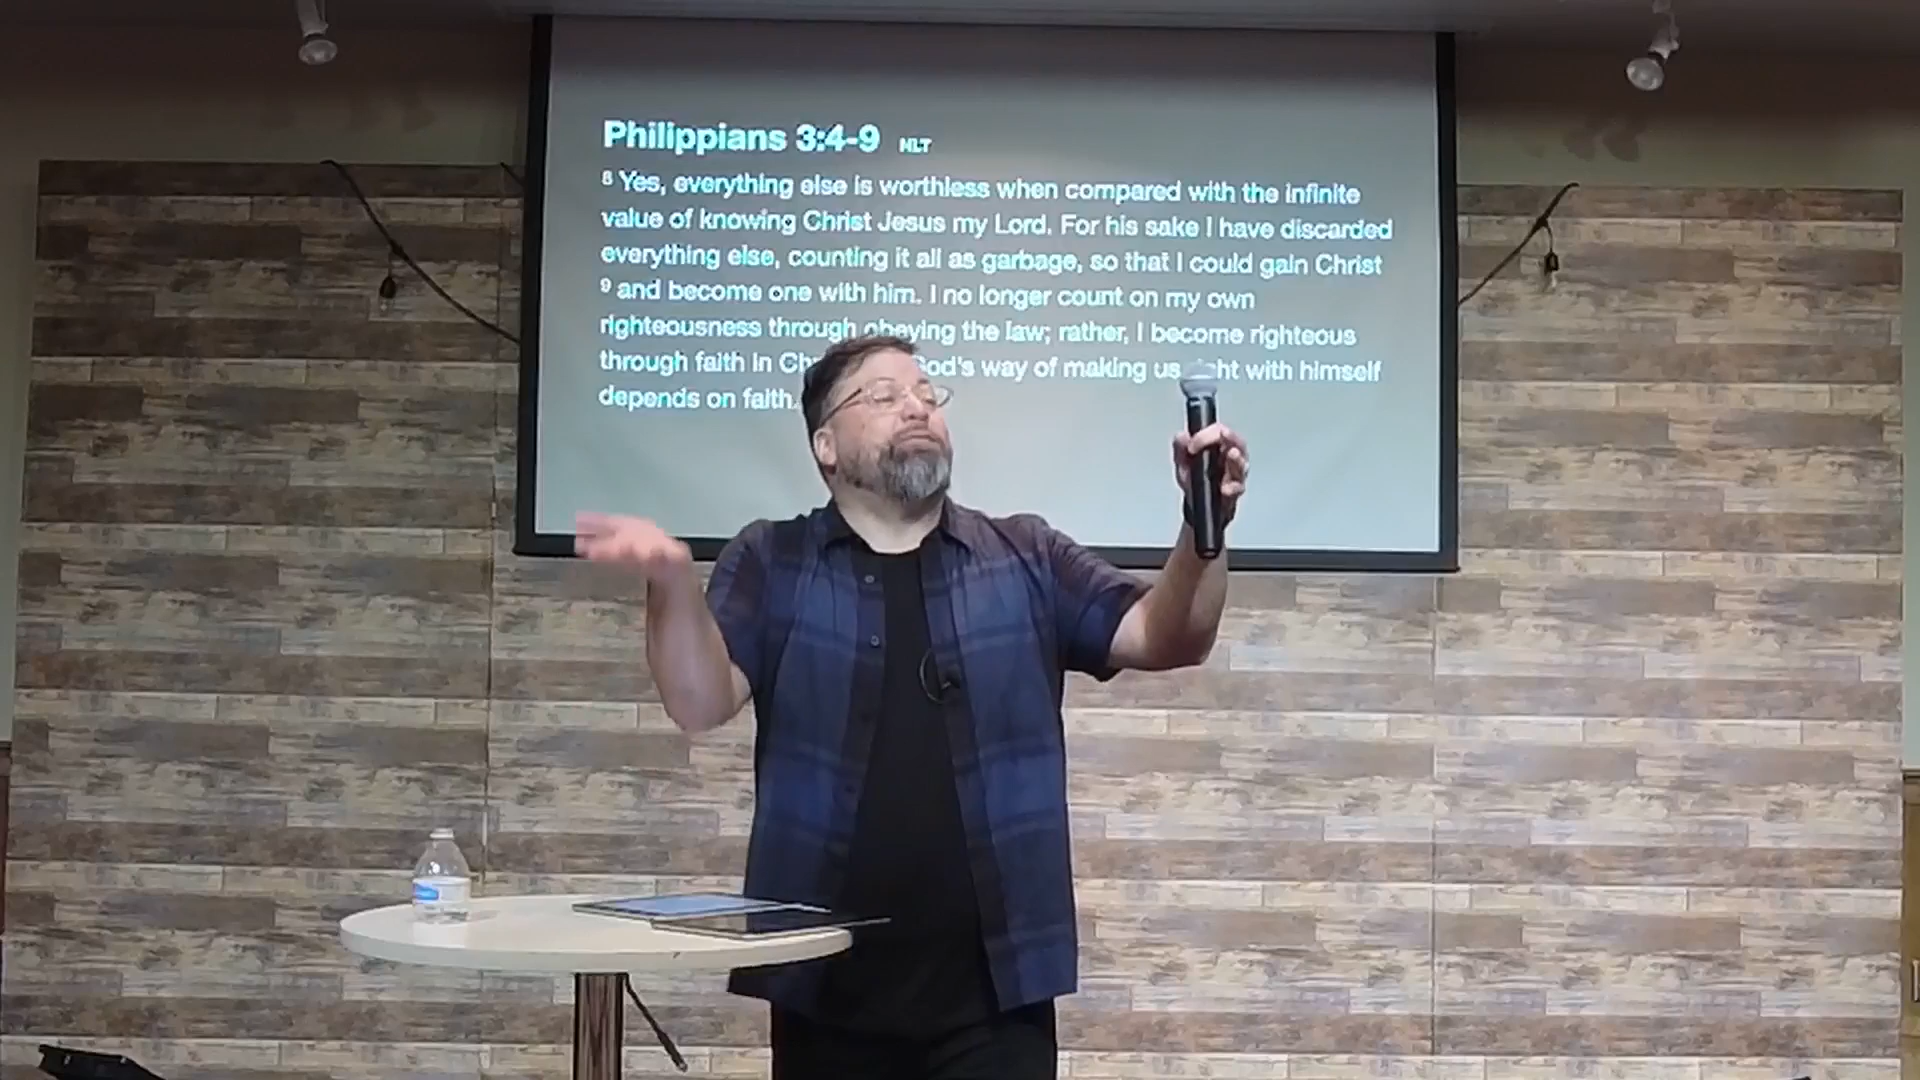 Philippians 3:4-9 NLT
8 Yes, everything else is worthless when compared with the infinite
value of knowing Christ Jesus my Lord. For his sake I have discarded
everything else, counting it all as garbage, so that I could gain Christ
9 and become one with him. I no longer count on my own
righteousness through obeying the law; rather, I become righteous
through faith in God's way of making us with himself
depends on faith.